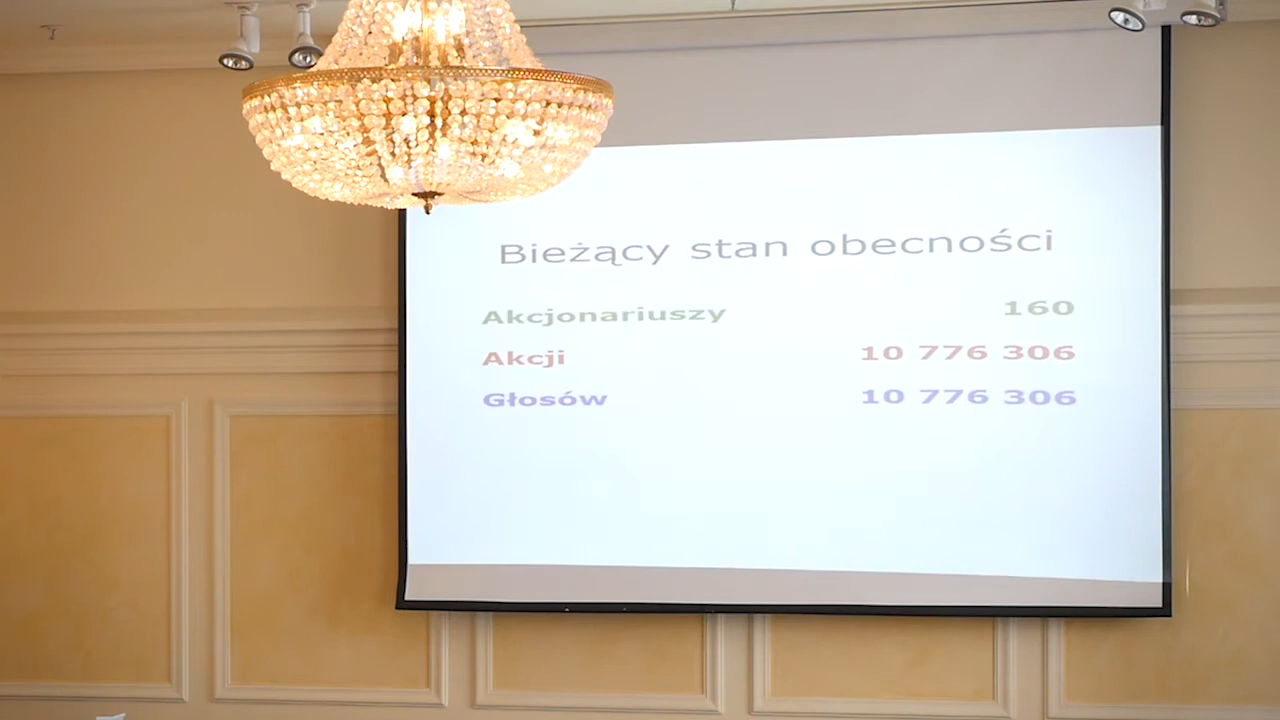 Bieżący stan obecności
Akcjonariuszy 160
Akcji 10 776 306
Głosów 10 776 306